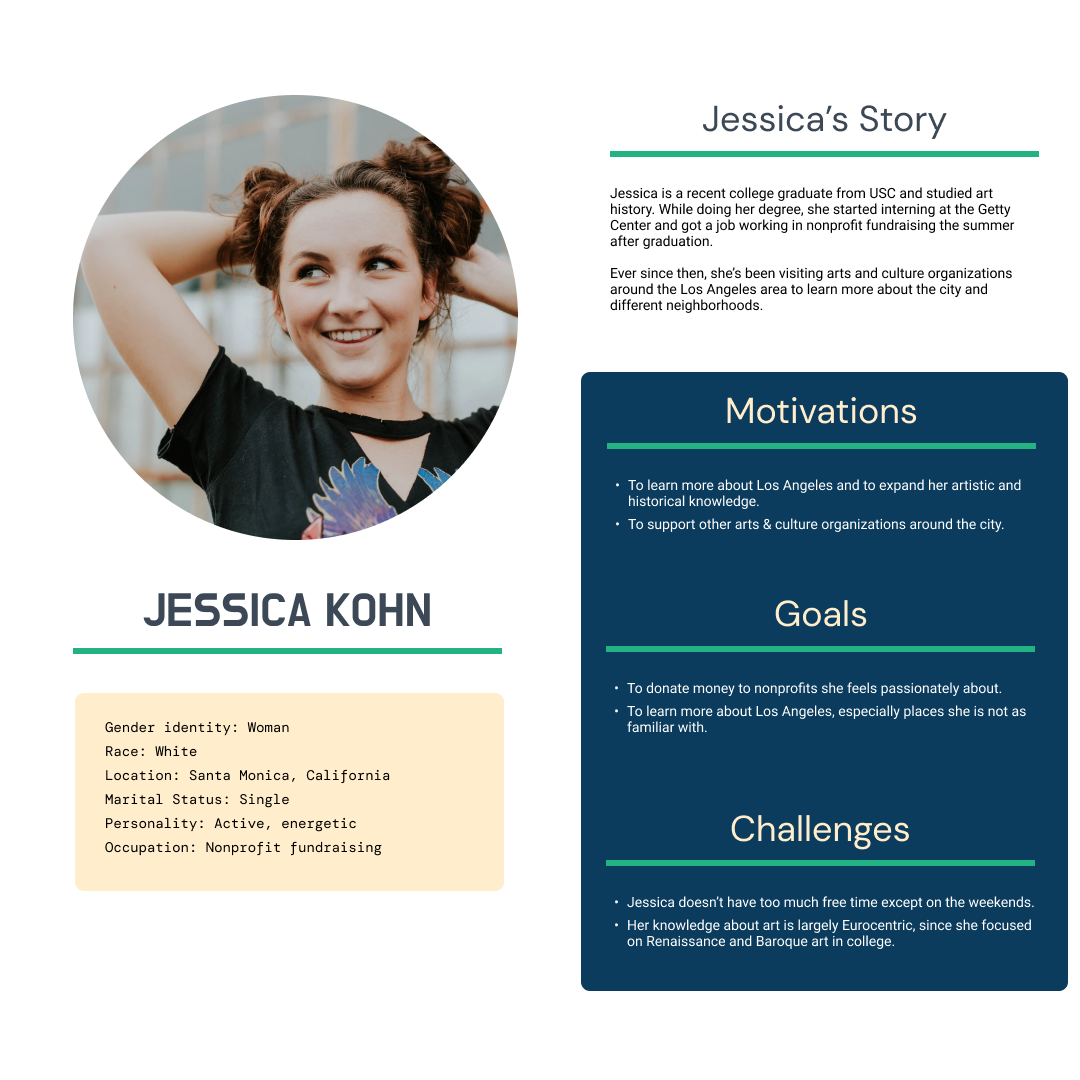 Jessica’s Story
Jessica is a recent college graduate from USC and studied art
history. While doing her degree, she started interning at the Getty
Center and got a job working in nonprofit fundraising the summer
after graduation.
Ever since then, she’s been visiting arts and culture organizations
around the Los Angeles area to learn more about the city and
different neighborhoods.
JESSICA KOHN
Gender identity: Woman
Race: White
Location: Santa Monica, California
Marital Status: Single
Personality: Active, energetic
Occupation: Nonprofit fundraising
Motivations
• To learn more about Los Angeles and to expand her artistic and
historical knowledge.
• To support other arts & culture organizations around the city.
Goals
• To donate money to nonprofits she feels passionately about.
• To learn more about Los Angeles, especially places she is not as
familiar with.
Challenges
• Jessica doesn’t have too much free time except on the weekends.
• Her knowledge about art is largely Eurocentric, since she focused
on Renaissance and Baroque art in college.